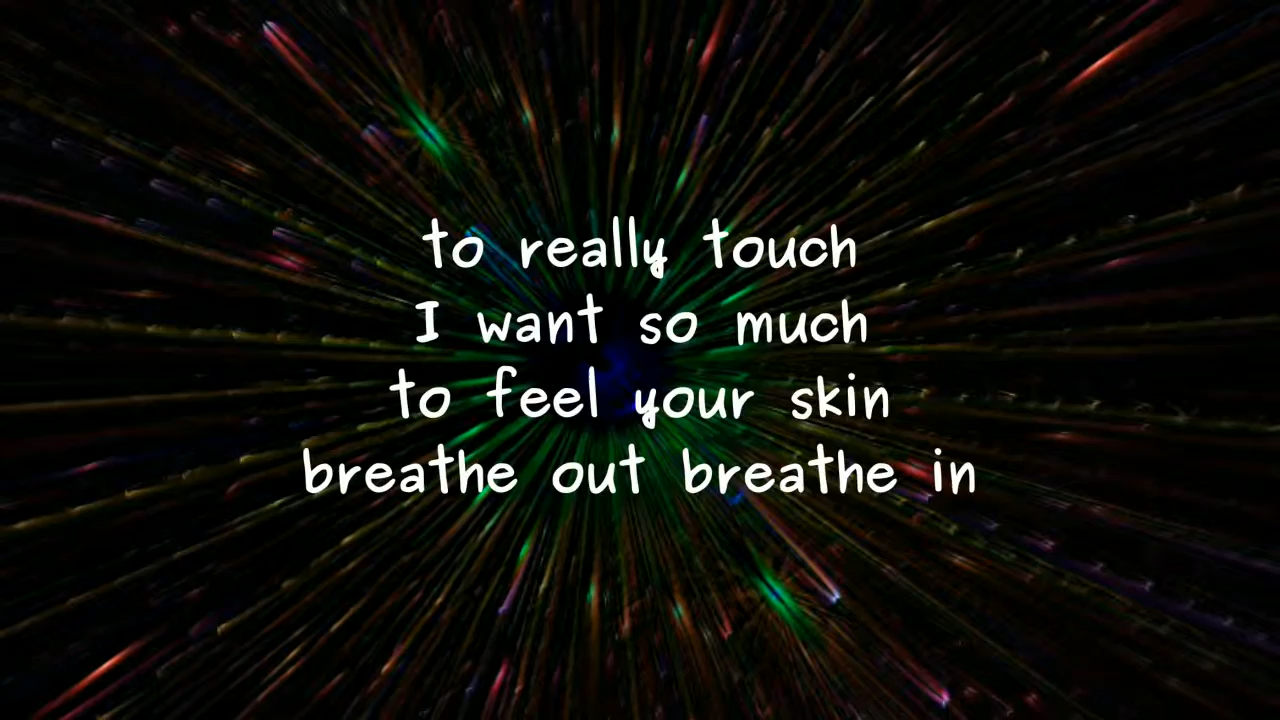 to really touch
I want so much
to feel your skin
breathe out breathe in